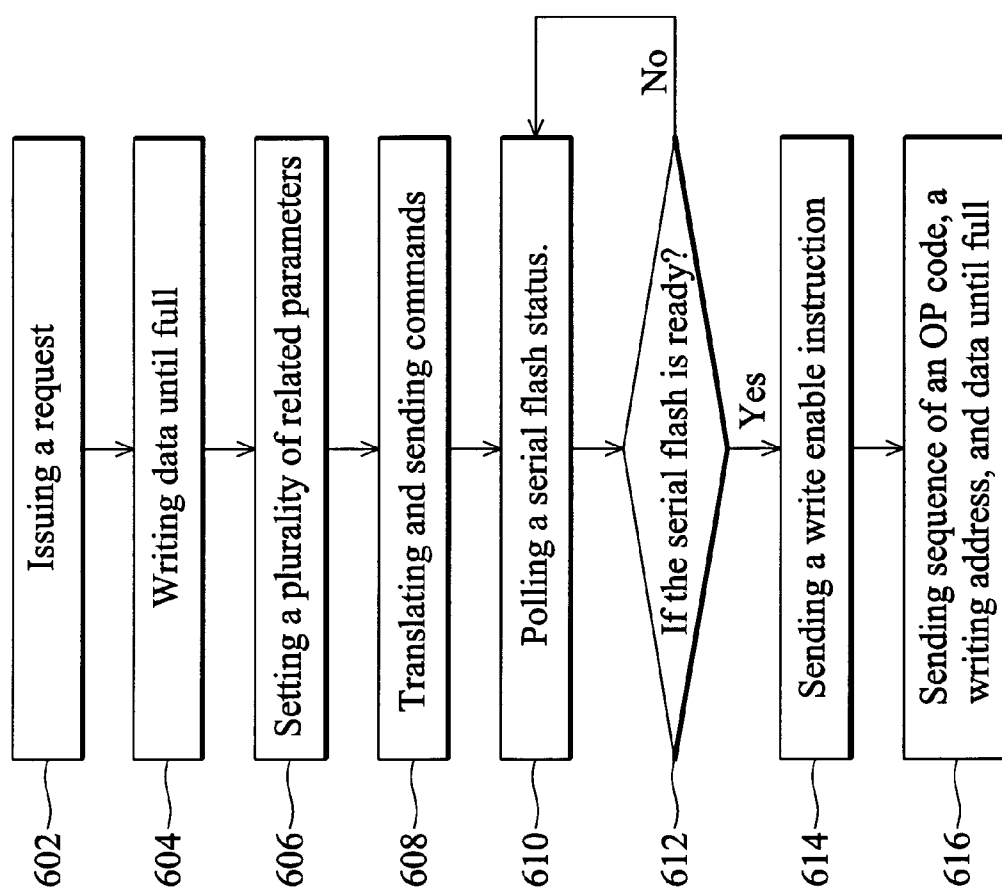 602
Issuing a request
604
Writing data until full
606
Setting a plurality of related parameters
608
Translating and sending commands
610
Polling a serial flash status.
612
If the serial flash is ready?
No
Yes
614
Sending a write enable instruction
616
Sending sequence of an OP code, a
writing address, and data until full